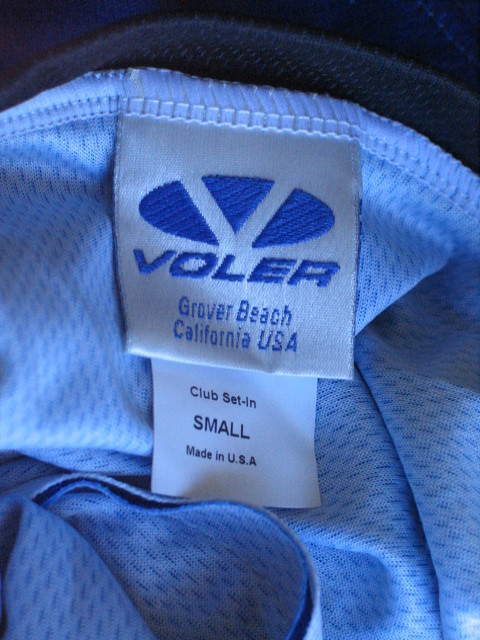 VOLER
Grover Beach
California USA
Club Set-In
SMALL
Made in U.S.A